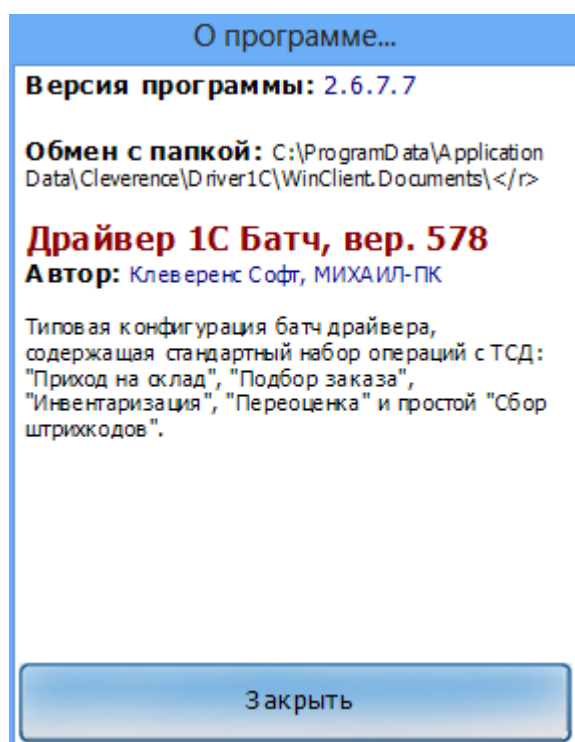 О программе...
Версия программы: 2.6.7.7
Обмен с папкой: C:\ProgramData\Application
Data\Cleverence\Driver1C\WinClient.Documents\</r>
Драйвер 1С Батч, вер. 578
Автор: Клеверенс Софт, МИХАИЛ-ПК
Типовая конфигурация батч драйвера,
содержащая стандартный набор операций с ТСД:
"Приход на склад", "Подбор заказа",
"Инвентаризация", "Переоценка" и простой "Сбор
штрихкодов".
Закрыть